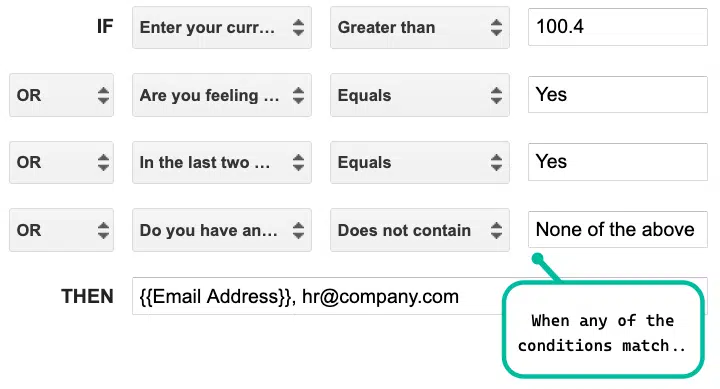 IF Enter your curr... Greater than 100.4
OR Are you feeling ... Equals Yes
OR In the last two ... Equals Yes
OR Do you have an... Does not contain None of the above
THEN {{Email Address}}, hr@company.com
When any of the
conditions match..